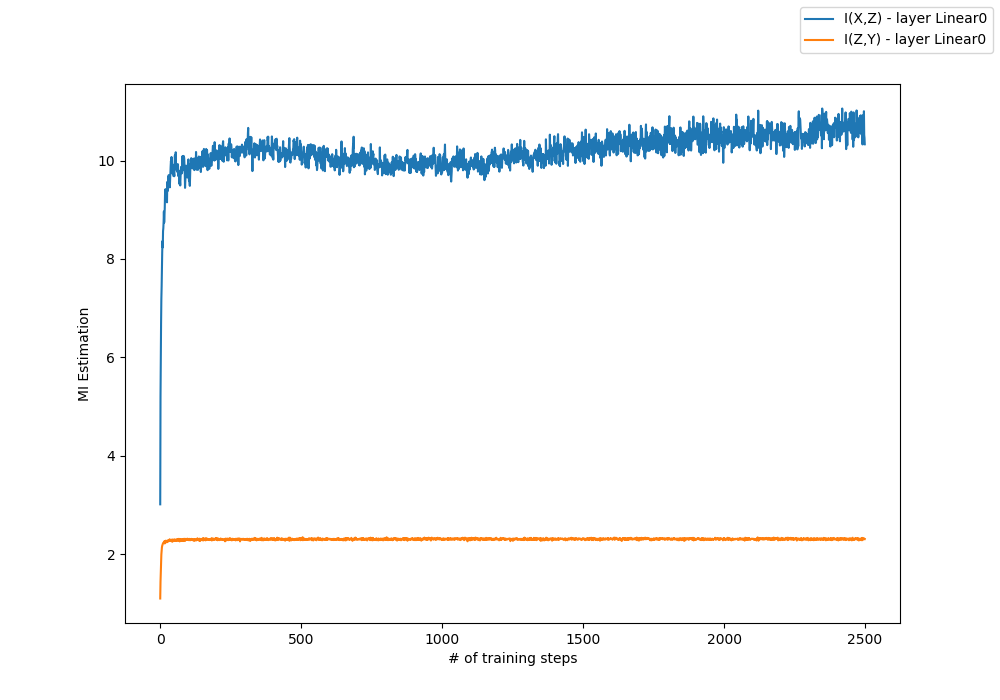 I(X,Z) - layer Linear0
I(Z,Y) - layer Linear0
10
8
6
4
2
MI Estimation
0 500 1000 1500 2000 2500
# of training steps